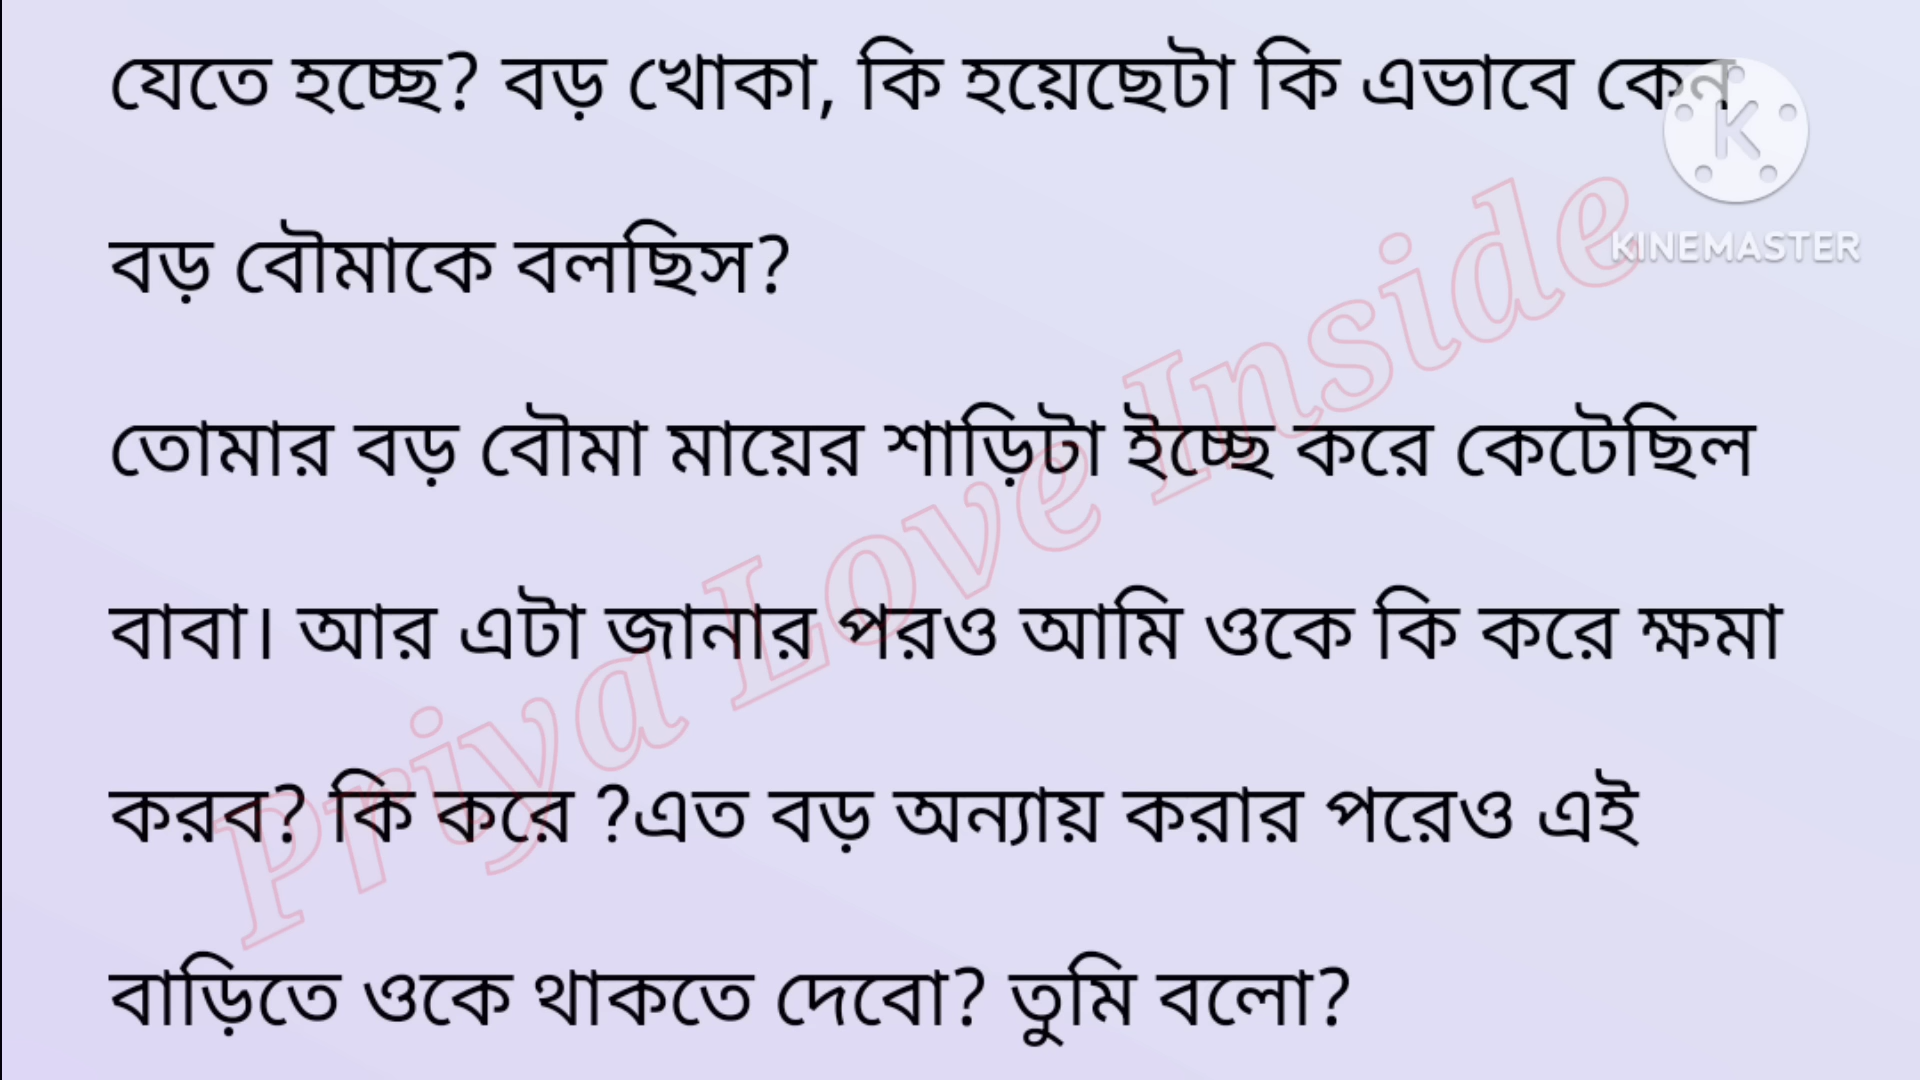 যেতে হচ্ছে? বড় খোকা, কি হয়েছেটা কি এভাবে কেন
K
KINEMASTER
বড় বৌমাকে বলছিস?
তোমার বড় বৌমা মায়ের শাড়িটা ইচ্ছে করে কেটেছিল
বাবা। আর এটা জানার পরও আমি ওকে কি করে ক্ষমা
করব? কি করে ?এত বড় অন্যায় করার পরেও এই
বাড়িতে ওকে থাকতে দেবো? তুমি বলো?
Priya Love Inside